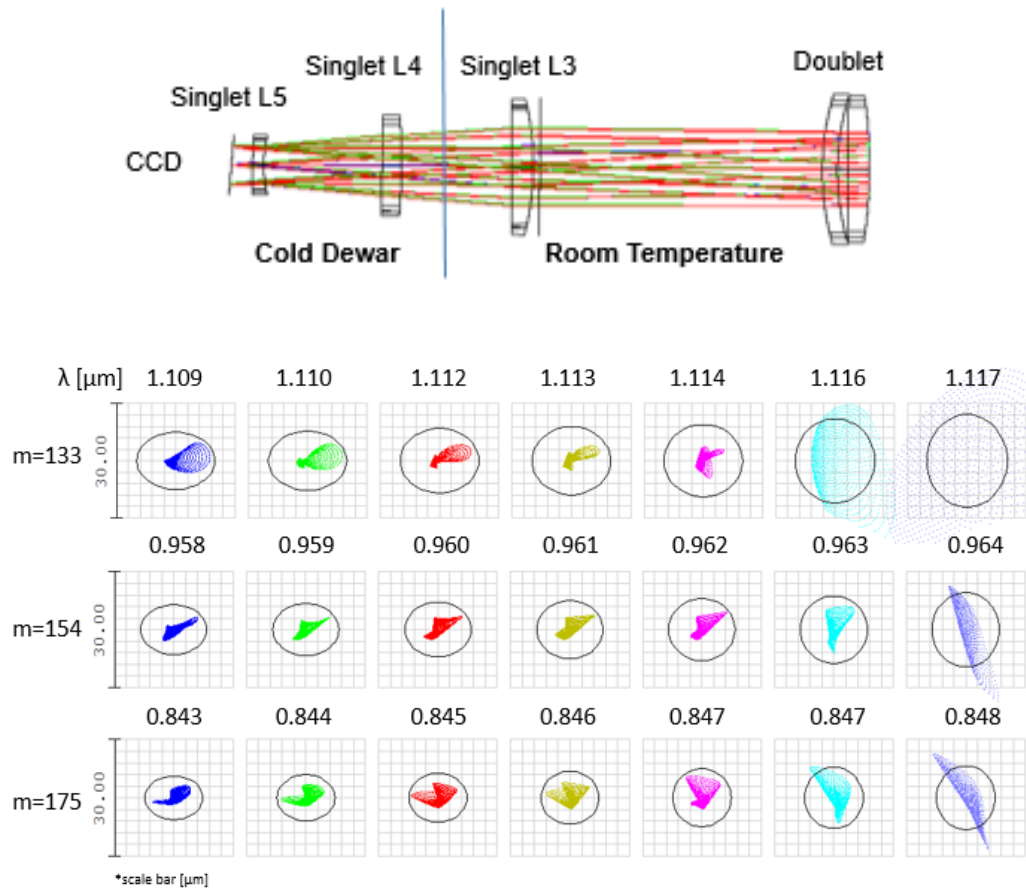 Doublet
Singlet L4
Singlet L3
Singlet L5
CCD
Cold Dewar
Room Temperature
λ [μm] 1.109 1.110 1.112 1.113 1.114 1.116 1.117
m=133
30.00
0.958 0.959 0.960 0.961 0.962 0.963 0.964
m=154
30.00
0.843 0.844 0.845 0.846 0.847 0.847 0.848
m=175
30.00
*scale bar [μm]